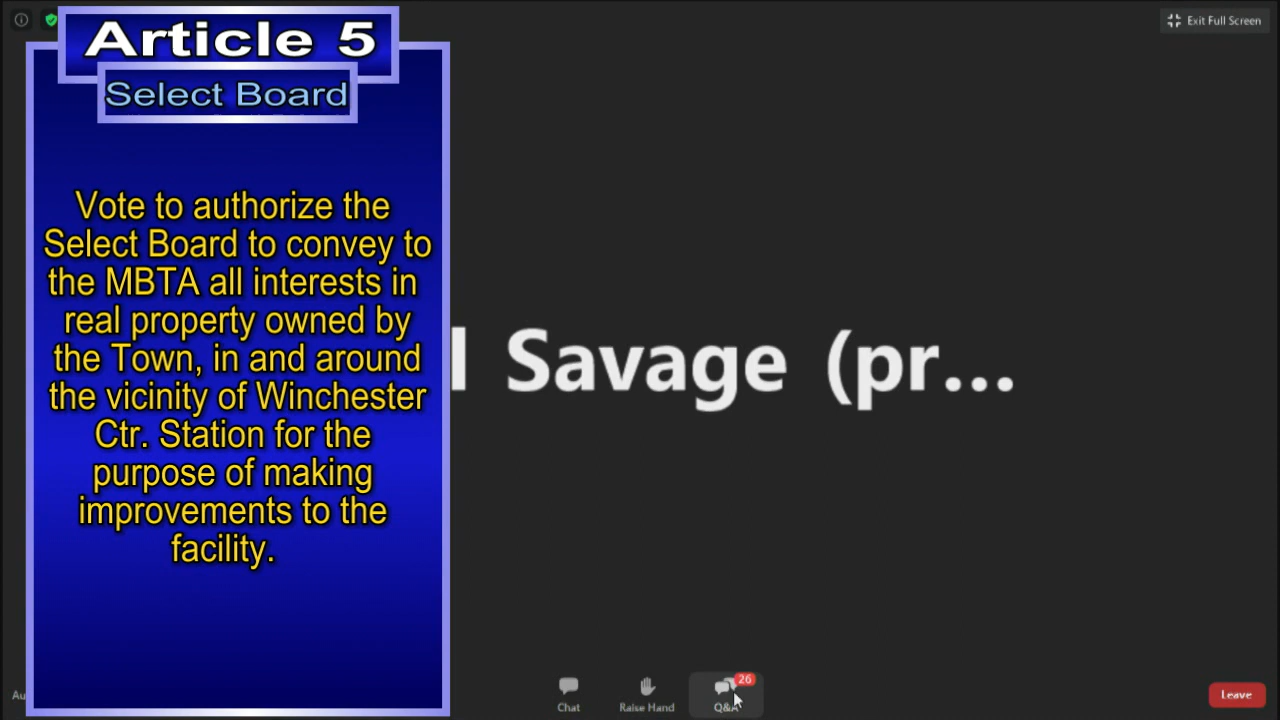 Article 5
Select Board
Vote to authorize the
Select Board to convey to
the MBTA all interests in
real property owned by
the Town, in and around
the vicinity of Winchester
Ctr. Station for the
purpose of making
improvements to the
facility.
Exit Full Screen
Savage (pr...
Chat
Raise Hand
26
Q&A
Leave